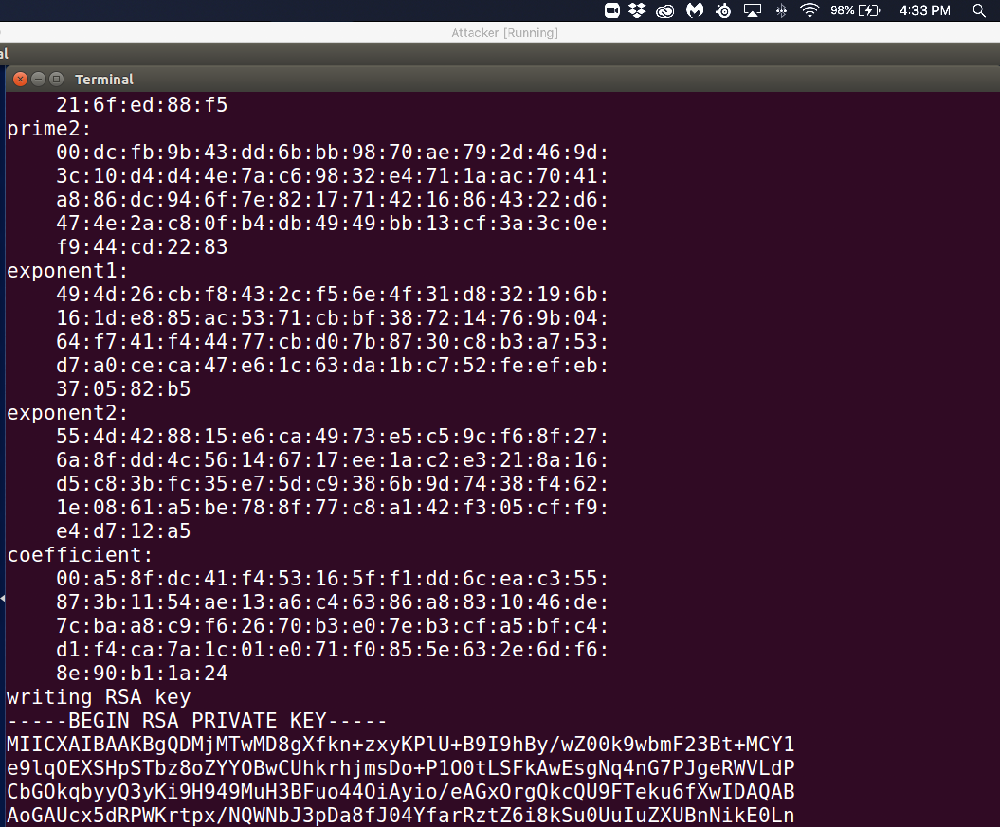 98% 4:33 PM
Attacker [Running]
al
Terminal
21:6f:ed:88:f5
prime2:
00:dc:fb:9b:43:dd:6b:bb:98:70:ae:79:2d:46:9d:
3c:10:d4:d4:4e:7a:c6:98:32:e4:71:1a:ac:70:41:
a8:86:dc:94:6f:7e:82:17:71:42:16:86:43:22:d6:
47:4e:2a:c8:0f:b4:db:49:49:bb:13:cf:3a:3c:0e:
f9:44:cd:22:83
exponent1:
49:4d:26:cb:f8:43:2c:f5:6e:4f:31:d8:32:19:6b:
16:1d:e8:85:ac:53:71:cb:bf:38:72:14:76:9b:04:
64:f7:41:f4:44:77:cb:d0:7b:87:30:c8:b3:a7:53:
d7:a0:ce:ca:47:e6:1c:63:da:1b:c7:52:fe:ef:eb:
37:05:82:b5
exponent2:
55:4d:42:88:15:e6:ca:49:73:e5:c5:9c:f6:8f:27:
6a:8f:dd:4c:56:14:67:17:ee:1a:c2:e3:21:8a:16:
d5:c8:3b:fc:35:e7:5d:c9:38:6b:9d:74:38:f4:62:
1e:08:61:a5:be:78:8f:77:c8:a1:42:f3:05:cf:f9:
e4:d7:12:a5
coefficient:
00:a5:8f:dc:41:f4:53:16:5f:f1:dd:6c:ea:c3:55:
87:3b:11:54:ae:13:a6:c4:63:86:a8:83:10:46:de:
7c:ba:a8:c9:f6:26:70:b3:e0:7e:b3:cf:a5:bf:c4:
d1:f4:ca:7a:1c:01:e0:71:f0:85:5e:63:2e:6d:f6:
8e:90:b1:1a:24
writing RSA key
-----BEGIN RSA PRIVATE KEY-----
MIICXAIBAAKBgQDMjMTwMD8gXfkn+zxyKPlU+B9I9hBy/wZ00k9wbmF23Bt+MCY1
e9lqOEXSHpSTbz8oZYYOBwCUhkrhjmsDo+P1O0tLSFkAwEsgNq4nG7PJgeRWVLdP
CbGOkqbyyQ3yKi9H949MuH3BFuo44OiAyio/eAGxOrgQkcQU9FTeku6fXwIDAQAB
AoGAUcx5dRPWKrtpx/NQWNbJ3pDa8fJ04YfarRztZ6i8kSu0UuIuZXUBnNikE0Ln